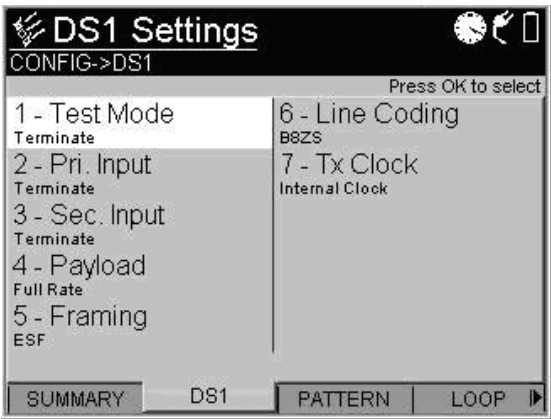 DS1 Settings
CONFIG->DS1
Press OK to select
1 - Test Mode
Terminate
2 - Pri. Input
Terminate
3 - Sec. Input
Terminate
4 - Payload
Full Rate
5 - Framing
ESF
6 - Line Coding
B8ZS
7 - Tx Clock
Internal Clock
SUMMARY DS1 PATTERN LOOP